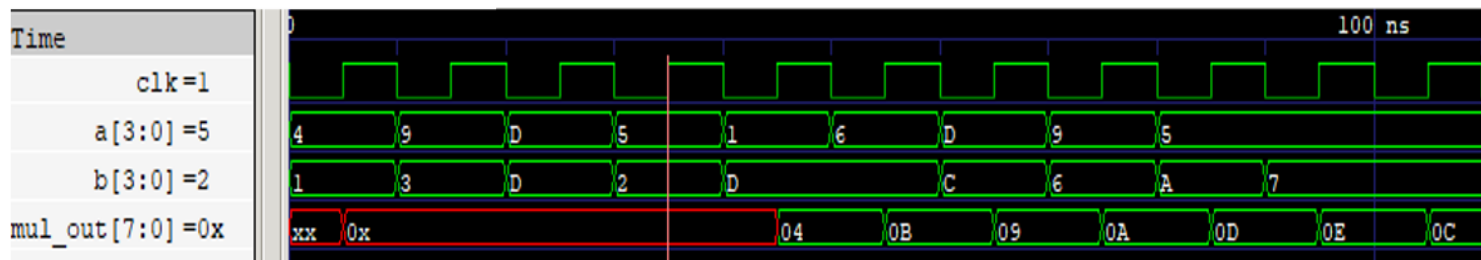 0 100 ns
Time
clk=1
a[3:0]=5 4 9 D 5 1 6 D 9 5
b[3:0]=2 1 3 D 2 D C 6 A 7
mul_out[7:0]=0x xx 0x 04 0B 09 0A 0D 0E 0C